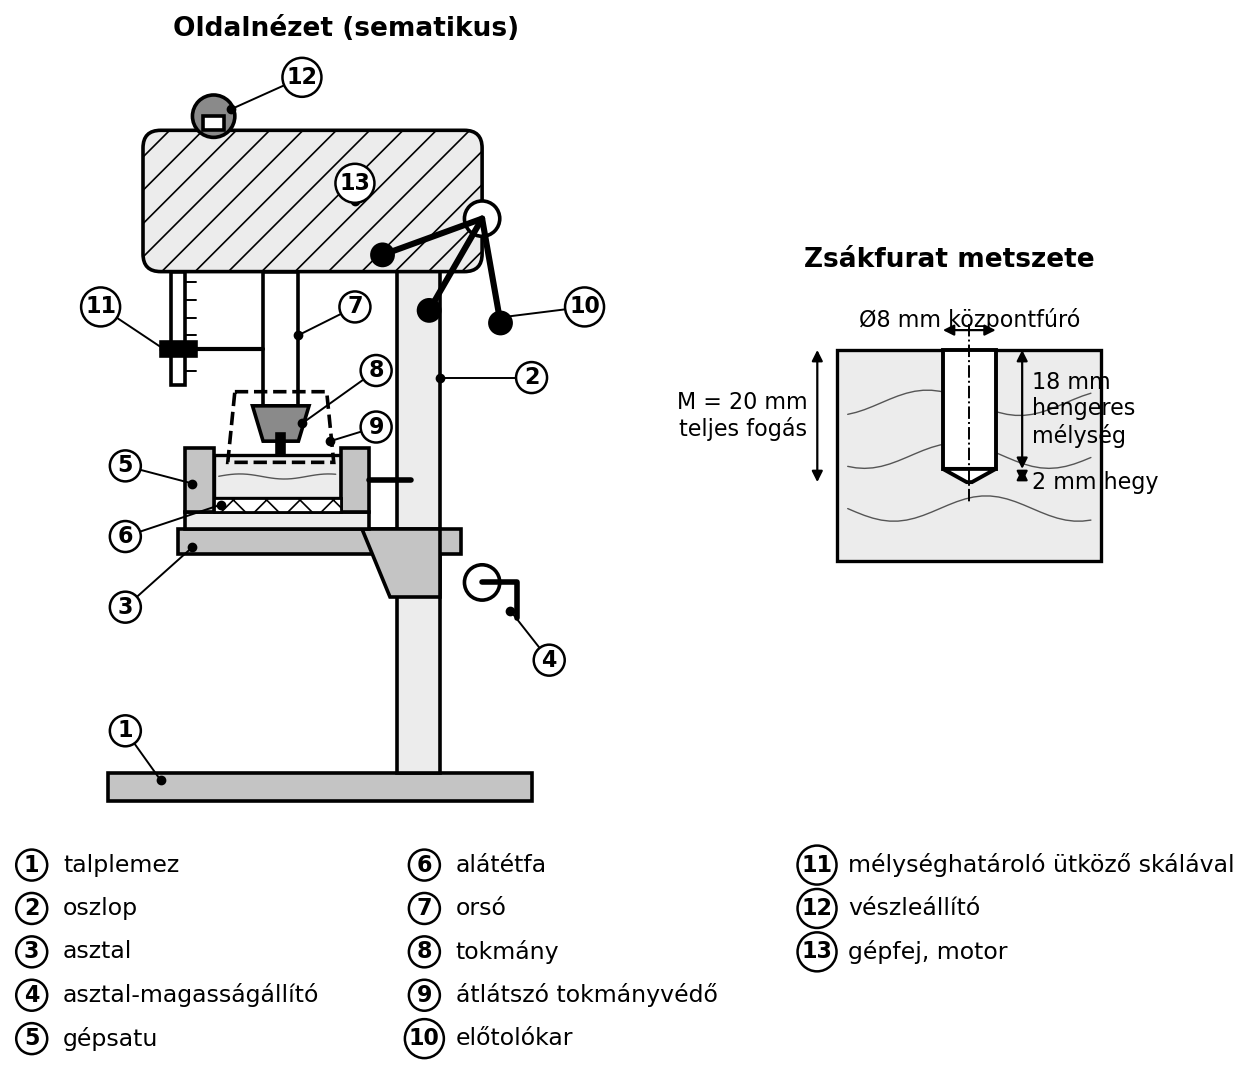 Oldalnézet (sematikus)
12
13
11
7
10
8
2
9
5
6
3
4
1
Zsákfurat metszete
Ø8 mm központfúró
M = 20 mm
teljes fogás
18 mm
hengeres
mélység
2 mm hegy
1 talplemez
2 oszlop
3 asztal
4 asztal-magasságállító
5 gépsatu
6 alátétfa
7 orsó
8 tokmány
9 átlátszó tokmányvédő
10 előtolókar
11 mélységhatároló ütköző skálával
12 vészleállító
13 gépfej, motor